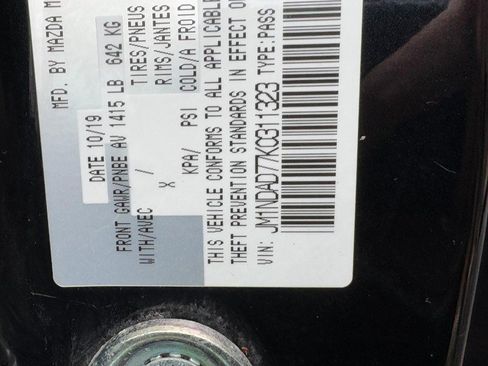 MFD. BY MAZDA M
DATE 10/19
FRONT GAWR/PNBE AV 1415 LB 642 KG
WITH/AVEC / TIRES/PNEUS
X RIMS/JANTES
KPA/ PSI COLD/A FROID
THIS VEHICLE CONFORMS TO ALL APPLICABLE
THEFT PREVENTION STANDARDS IN EFFECT O
VIN: JM1NDAD77K0311323 TYPE:PASS